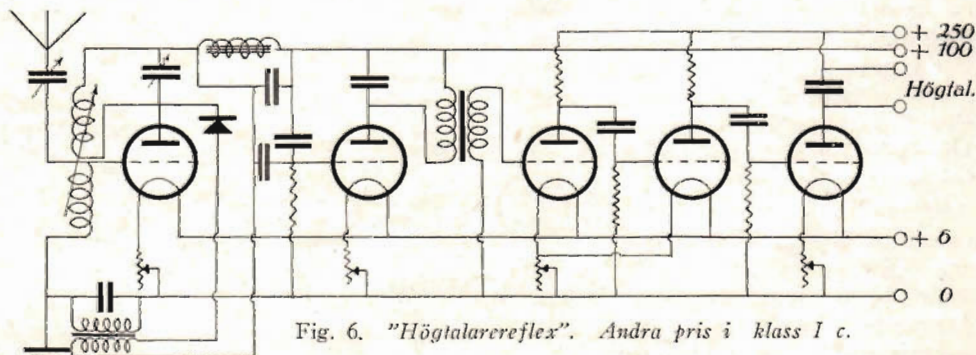 + 250
+ 100
Högtal.
+ 6
0
Fig. 6. "Högtalarereflex". Andra pris i klass I c.